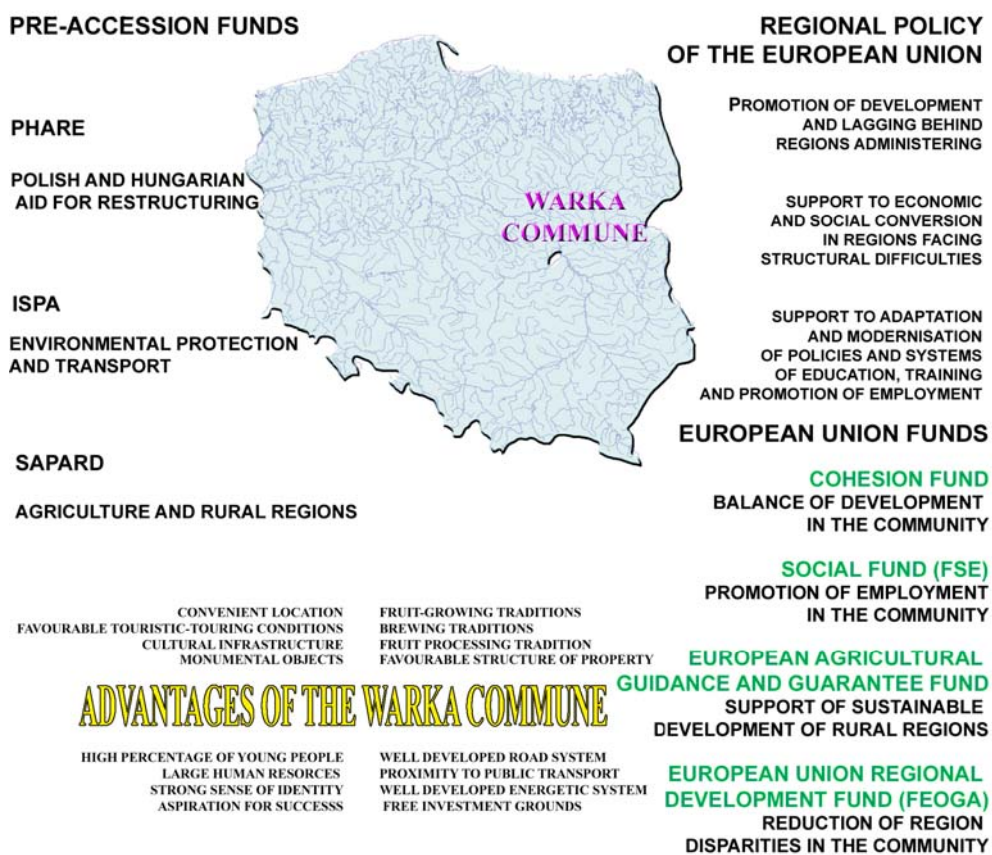 PRE-ACCESSION FUNDS
PHARE
POLISH AND HUNGARIAN
AID FOR RESTRUCTURING
ISPA
ENVIRONMENTAL PROTECTION
AND TRANSPORT
SAPARD
AGRICULTURE AND RURAL REGIONS
WARKA
COMMUNE
REGIONAL POLICY
OF THE EUROPEAN UNION
PROMOTION OF DEVELOPMENT
AND LAGGING BEHIND
REGIONS ADMINISTERING
SUPPORT TO ECONOMIC
AND SOCIAL CONVERSION
IN REGIONS FACING
STRUCTURAL DIFFICULTIES
SUPPORT TO ADAPTATION
AND MODERNISATION
OF POLICIES AND SYSTEMS
OF EDUCATION, TRAINING
AND PROMOTION OF EMPLOYMENT
EUROPEAN UNION FUNDS
COHESION FUND
BALANCE OF DEVELOPMENT
IN THE COMMUNITY
SOCIAL FUND (FSE)
PROMOTION OF EMPLOYMENT
IN THE COMMUNITY
EUROPEAN AGRICULTURAL
GUIDANCE AND GUARANTEE FUND
SUPPORT OF SUSTAINABLE
DEVELOPMENT OF RURAL REGIONS
EUROPEAN UNION REGIONAL
DEVELOPMENT FUND (FEOGA)
REDUCTION OF REGION
DISPARITIES IN THE COMMUNITY
CONVENIENT LOCATION
FAVOURABLE TOURISTIC-TOURING CONDITIONS
CULTURAL INFRASTRUCTURE
MONUMENTAL OBJECTS
FRUIT-GROWING TRADITIONS
BREWING TRADITIONS
FRUIT PROCESSING TRADITION
FAVOURABLE STRUCTURE OF PROPERTY
ADVANTAGES OF THE WARKA COMMUNE
HIGH PERCENTAGE OF YOUNG PEOPLE
LARGE HUMAN RESORCES
STRONG SENSE OF IDENTITY
ASPIRATION FOR SUCCESSS
WELL DEVELOPED ROAD SYSTEM
PROXIMITY TO PUBLIC TRANSPORT
WELL DEVELOPED ENERGETIC SYSTEM
FREE INVESTMENT GROUNDS